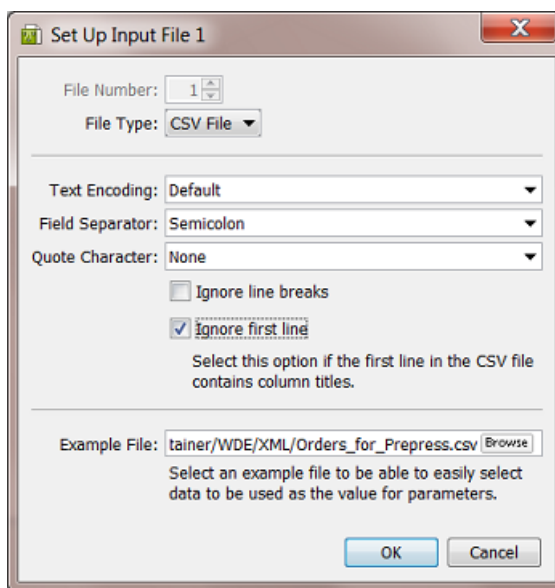 Set Up Input File 1
File Number: 1
File Type: CSV File
Text Encoding: Default
Field Separator: Semicolon
Quote Character: None
Ignore line breaks
Ignore first line
Select this option if the first line in the CSV file
contains column titles.
Example File: tainer/WDE/XML/Orders_for_Prepress.csv Browse
Select an example file to be able to easily select
data to be used as the value for parameters.
OK Cancel